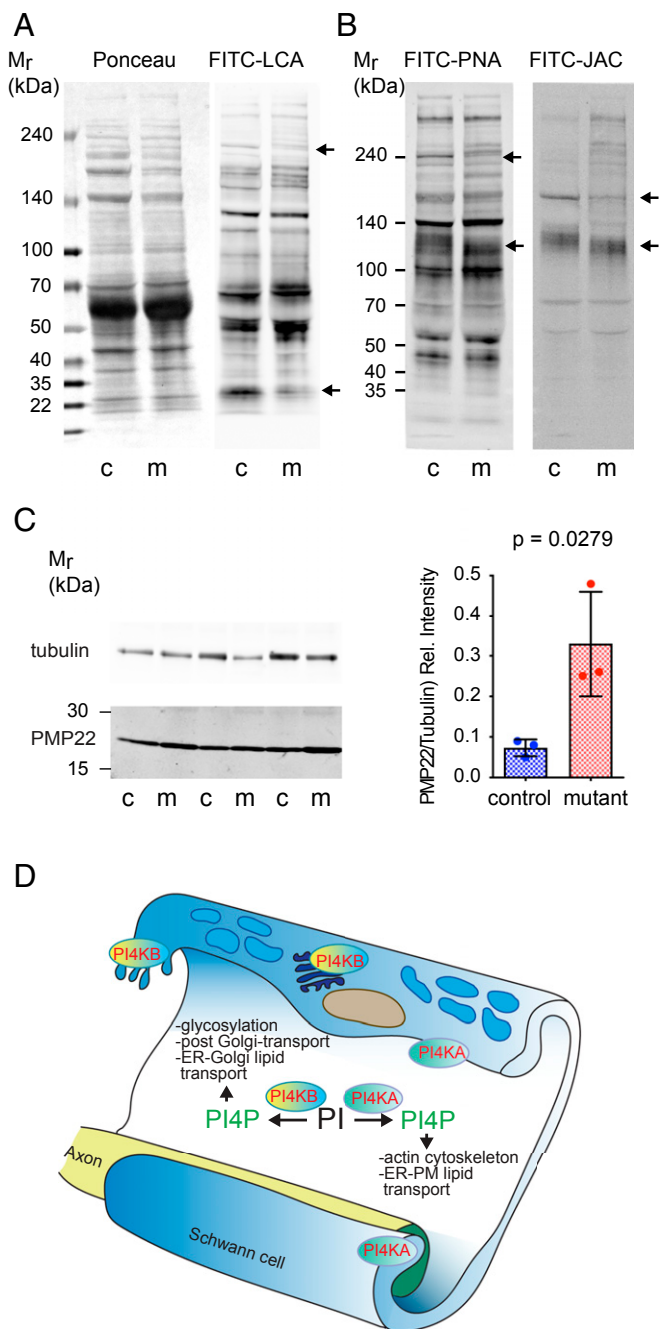 A
Mr
(kDa)
Ponceau
FITC-LCA
240
140
100
70
50
40
35
22
c
m
c
m
B
Mr
(kDa)
FITC-PNA
FITC-JAC
240
140
100
70
50
40
35
c
m
c
m
C
Mr
(kDa)
tubulin
30
PMP22
15
c
m
c
m
c
m
p = 0.0279
PMP22/Tubulin) Rel. Intensity
0.5
0.4
0.3
0.2
0.1
0.0
control
mutant
D
PI4KB
PI4KB
PI4KA
-glycosylation
-post Golgi-transport
-ER-Golgi lipid
transport
PI4KB
PI4KA
PI4P
PI
PI4P
-actin cytoskeleton
-ER-PM lipid
transport
Axon
Schwann cell
PI4KA